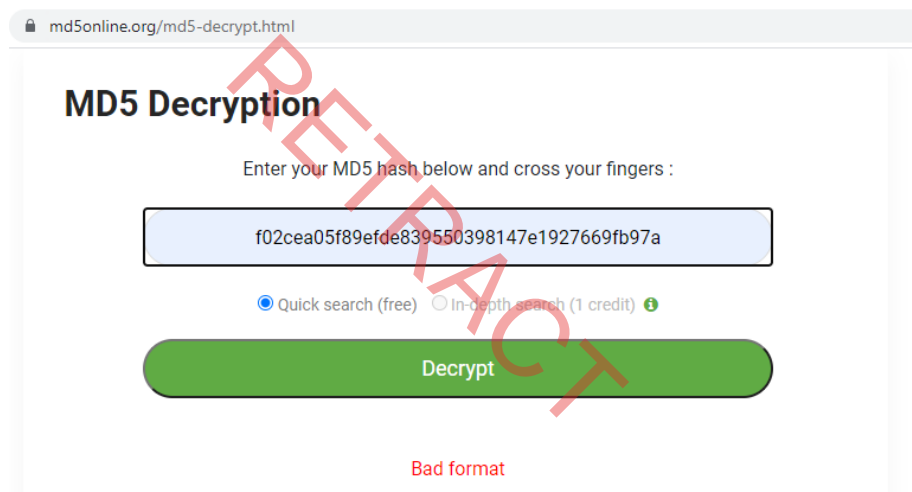 md5online.org/md5-decrypt.html
MD5 Decryption
Enter your MD5 hash below and cross your fingers :
f02cea05f89efde839550398147e1927669fb97a
Quick search (free) In-depth search (1 credit)
Decrypt
Bad format
RETRACT